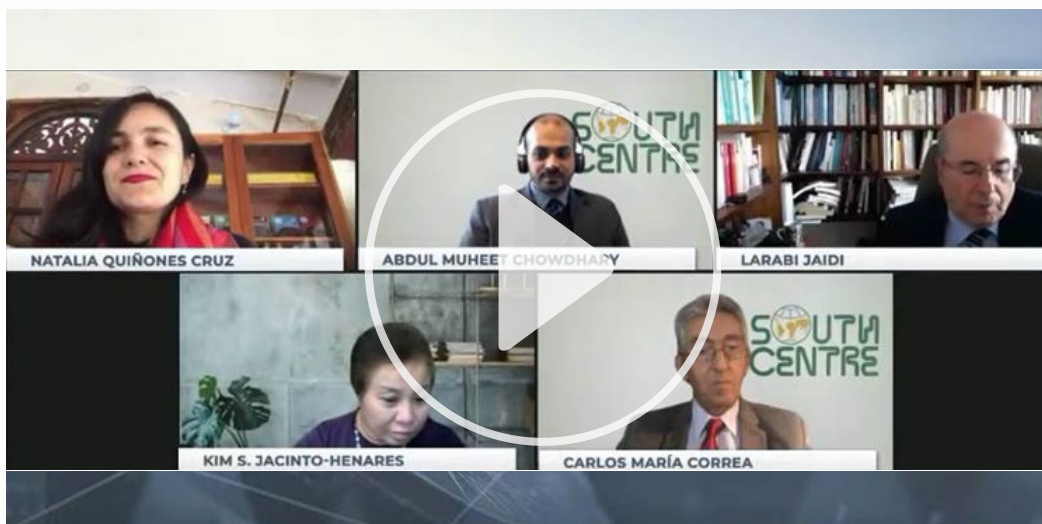 SOUTH
CENTRE
NATALIA QUIÑONES CRUZ
ABDUL MUHEET CHOWDHARY
LARABI JAIDI
SOUTH
CENTRE
KIM S. JACINTO-HENARES
CARLOS MARÍA CORREA